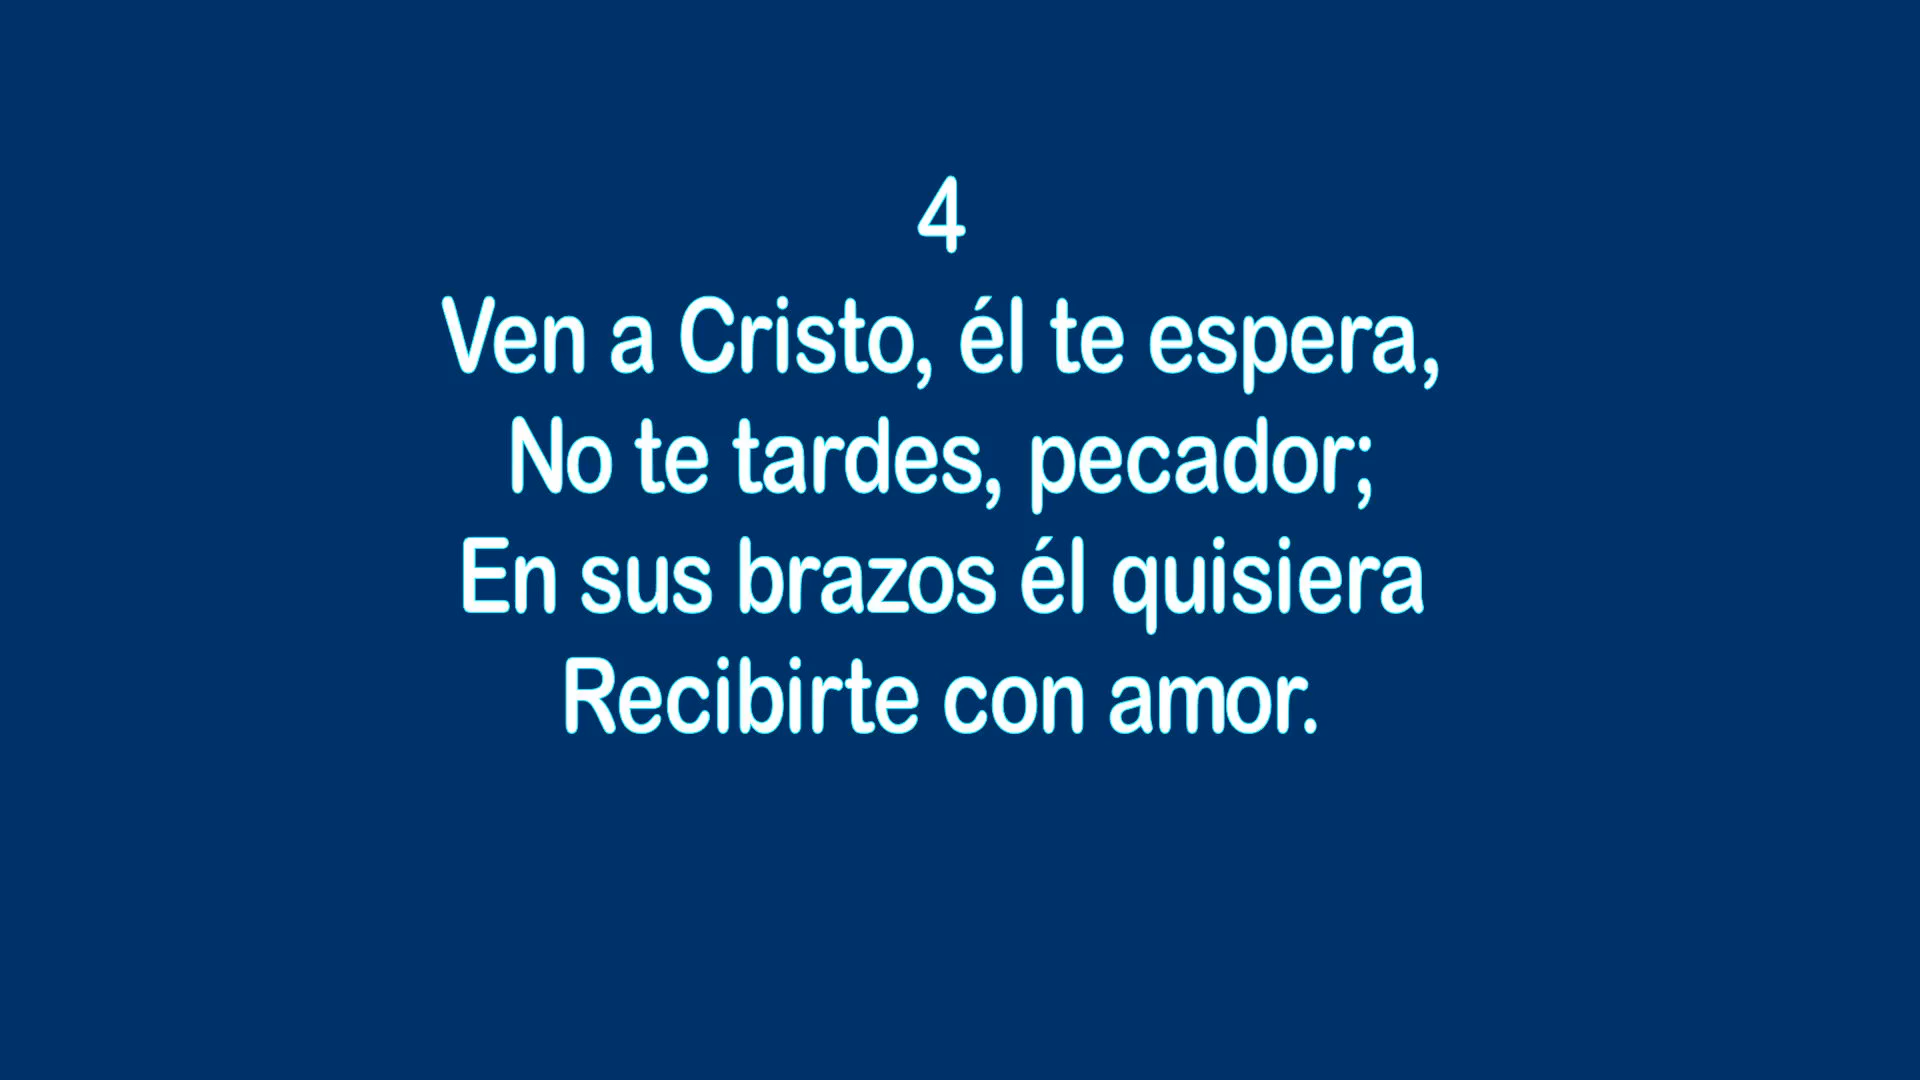 4
Ven a Cristo, él te espera,
No te tardes, pecador;
En sus brazos él quisiera
Recibirte con amor.